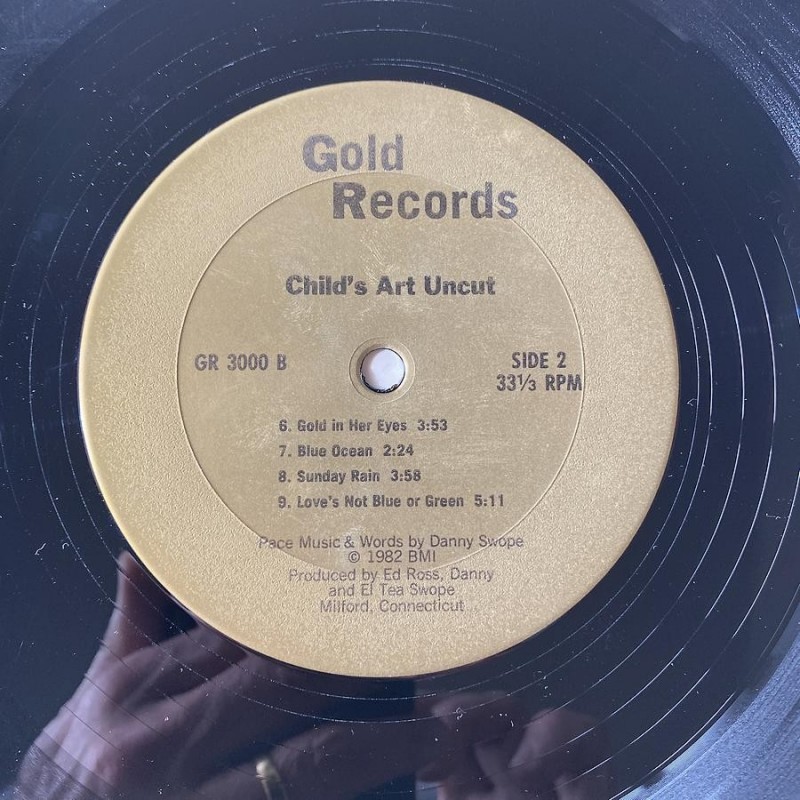 Gold
Records
Child's Art Uncut
GR 3000 B
SIDE 2
33⅓ RPM
6. Gold in Her Eyes 3:53
7. Blue Ocean 2:24
8. Sunday Rain 3:58
9. Love's Not Blue or Green 5:11
Pace Music & Words by Danny Swope
© 1982 BMI
Produced by Ed Ross, Danny
and El Tea Swope
Milford, Connecticut